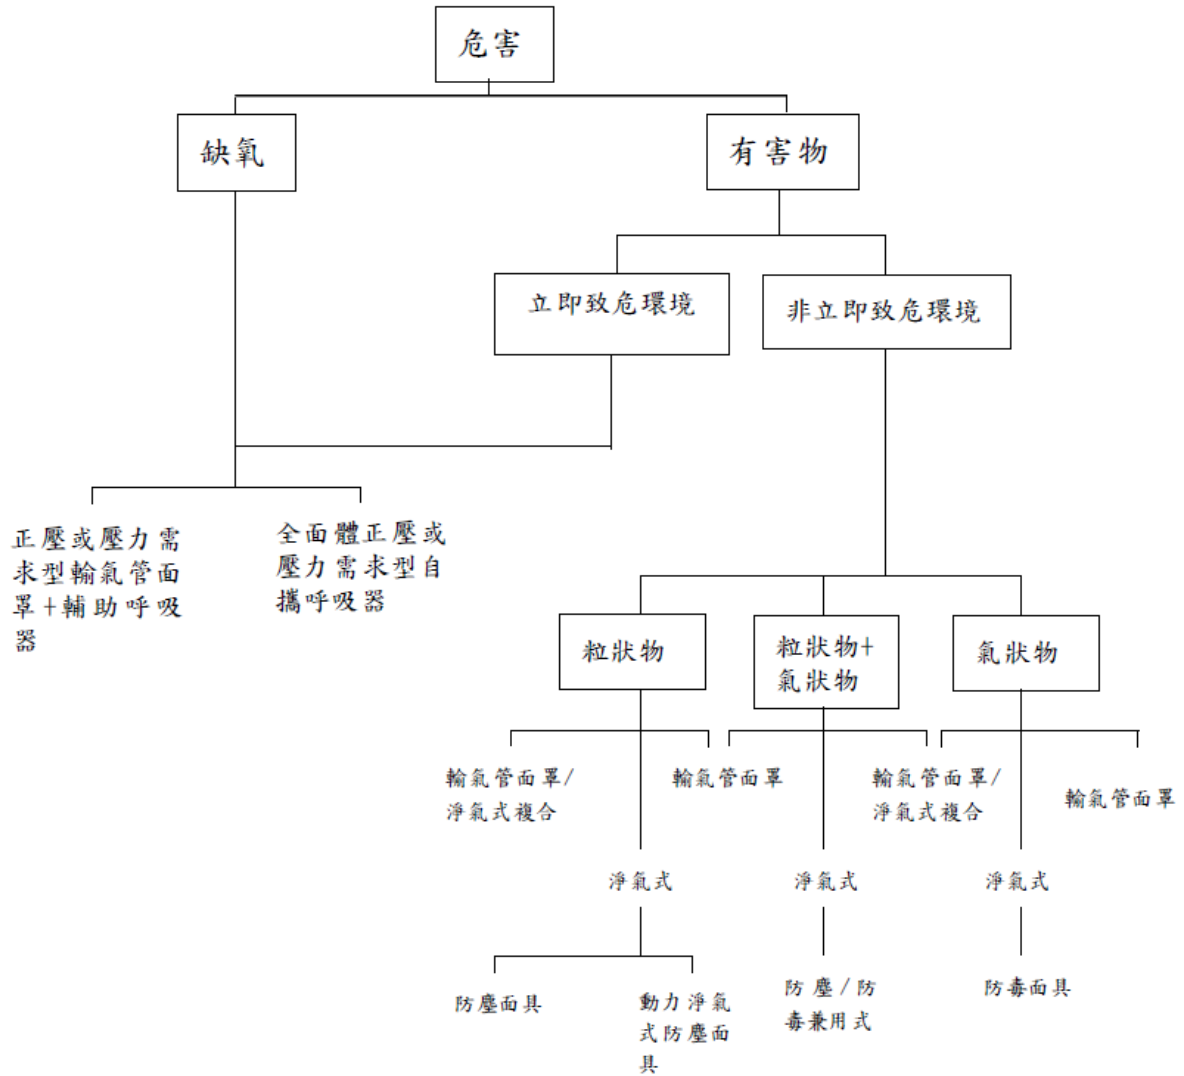 危害
缺氧
有害物
立即致危環境
非立即致危環境
正壓或壓力需
求型輸氣管面
罩+輔助呼吸
器
全面體正壓或
壓力需求型自
攜呼吸器
粒狀物
粒狀物+
氣狀物
氣狀物
輸氣管面罩/
淨氣式複合
輸氣管面罩
輸氣管面罩/
淨氣式複合
輸氣管面罩
淨氣式
淨氣式
淨氣式
防塵面具
動力淨氣
式防塵面
具
防塵/防
毒兼用式
防毒面具